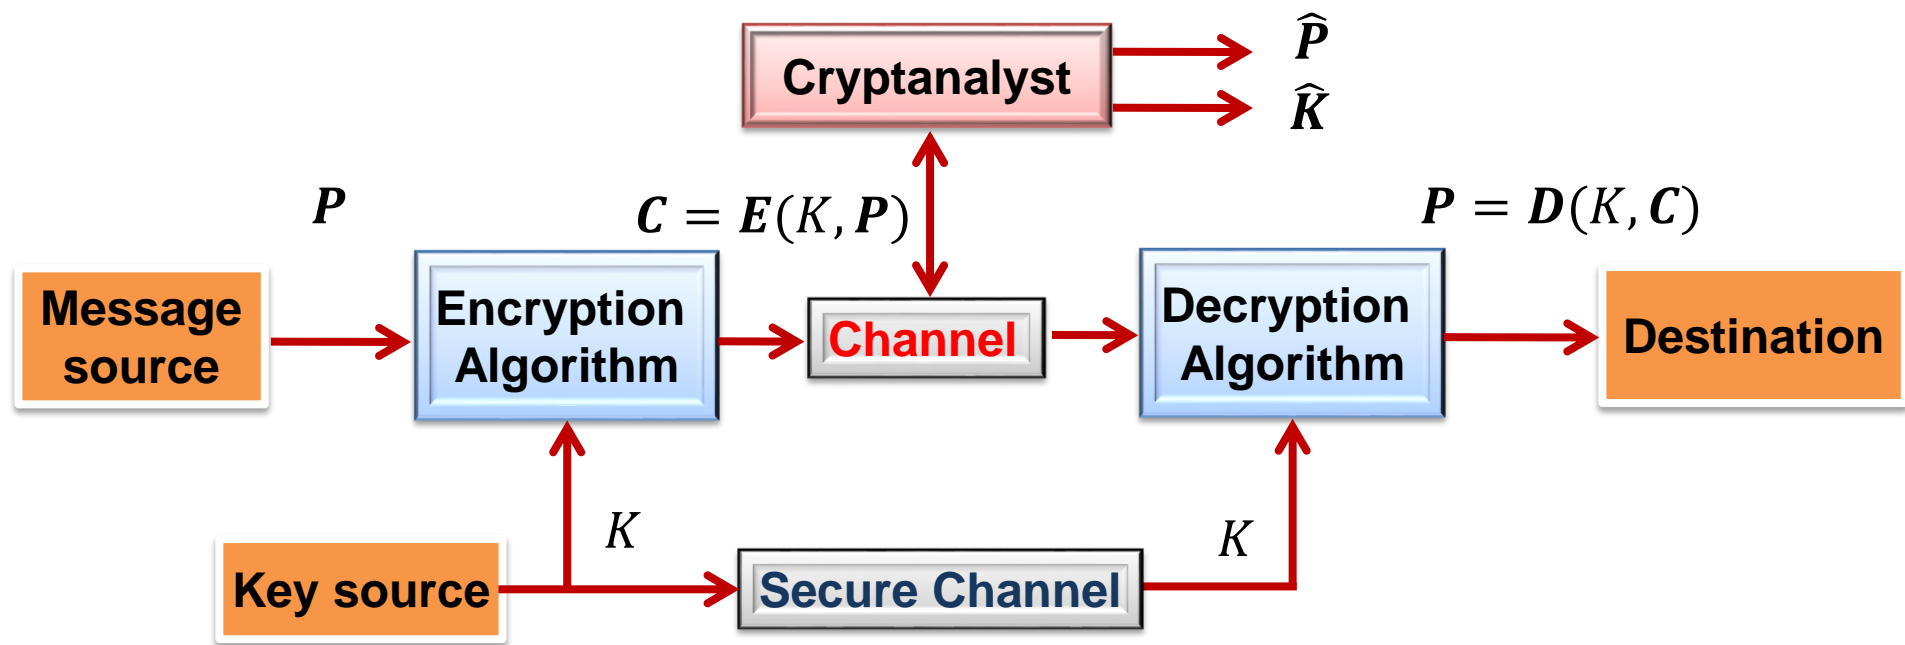 Cryptanalyst
P̂
K̂
P
C = E(K, P)
P = D(K, C)
Message
source
Encryption
Algorithm
Channel
Decryption
Algorithm
Destination
K
K
Key source
Secure Channel